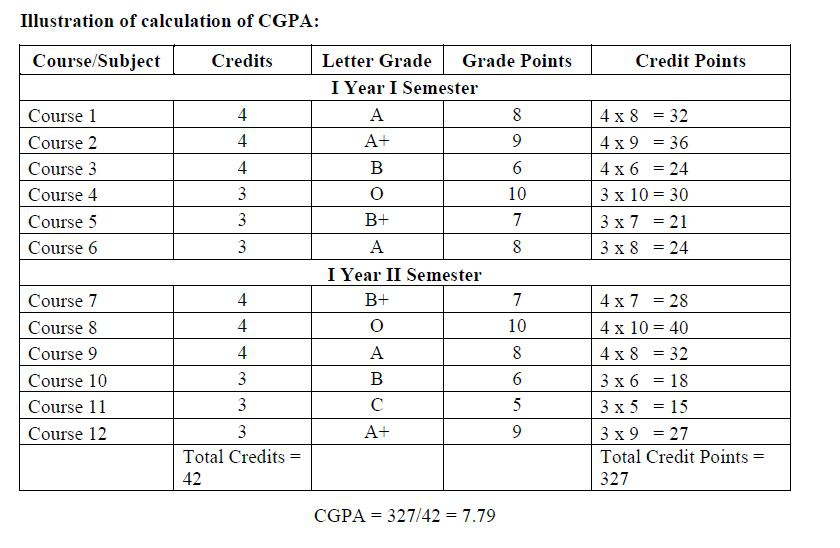 Illustration of calculation of CGPA:
Course/Subject Credits Letter Grade Grade Points Credit Points
I Year I Semester
Course 1 4 A 8 4 x 8 = 32
Course 2 4 A+ 9 4 x 9 = 36
Course 3 4 B 6 4 x 6 = 24
Course 4 3 O 10 3 x 10 = 30
Course 5 3 B+ 7 3 x 7 = 21
Course 6 3 A 8 3 x 8 = 24
I Year II Semester
Course 7 4 B+ 7 4 x 7 = 28
Course 8 4 O 10 4 x 10 = 40
Course 9 4 A 8 4 x 8 = 32
Course 10 3 B 6 3 x 6 = 18
Course 11 3 C 5 3 x 5 = 15
Course 12 3 A+ 9 3 x 9 = 27
Total Credits = Total Credit Points =
42 327
CGPA = 327/42 = 7.79